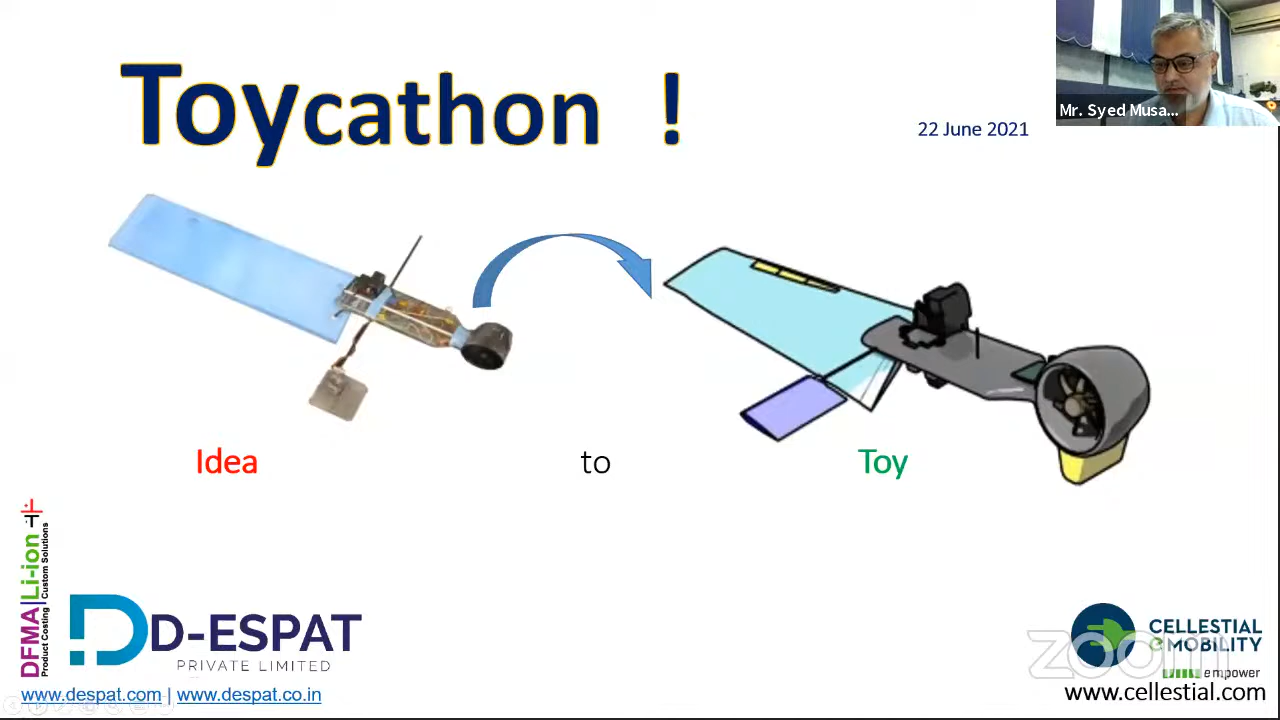 Toycathon !
Mr. Syed Musa...
22 June 2021
Idea to Toy
DFMA|Li-ion
Product Costing | Custom Solutions
D-ESPAT
PRIVATE LIMITED
www.despat.com | www.despat.co.in
CELLESTIAL
eMOBILITY
zoom
empower
www.cellestial.com